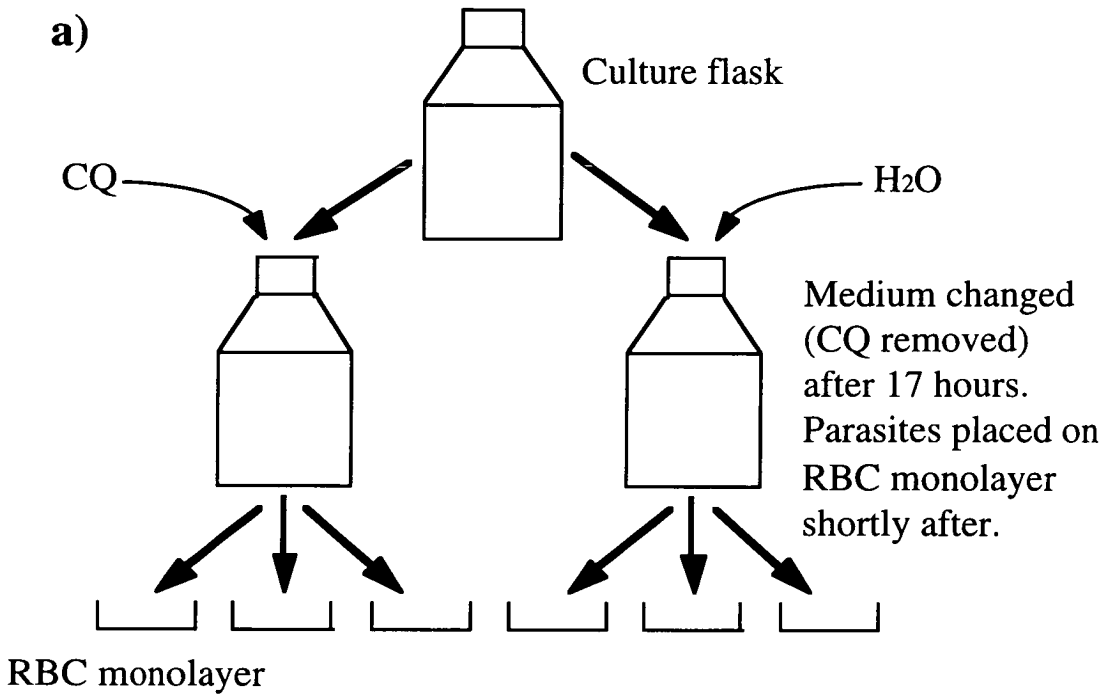 a)
Culture flask
CQ
H2O
Medium changed
(CQ removed)
after 17 hours.
Parasites placed on
RBC monolayer
shortly after.
RBC monolayer